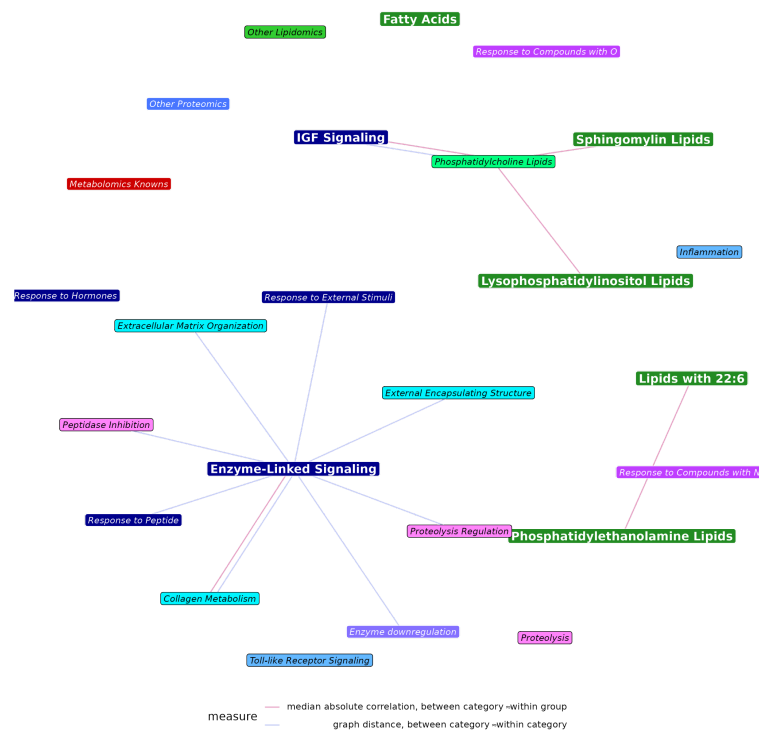 Fatty Acids
Other Lipidomics
Response to Compounds with O
Other Proteomics
IGF Signaling
Sphingomylin Lipids
Phosphatidylcholine Lipids
Metabolomics Knowns
Inflammation
Lysophosphatidylinositol Lipids
Response to Hormones
Response to External Stimuli
Extracellular Matrix Organization
Lipids with 22:6
External Encapsulating Structure
Peptidase Inhibition
Enzyme-Linked Signaling
Response to Compounds with N
Response to Peptide
Proteolysis Regulation
Phosphatidylethanolamine Lipids
Collagen Metabolism
Enzyme downregulation
Proteolysis
Toll-like Receptor Signaling
measure
median absolute correlation, between category –within group
graph distance, between category –within category